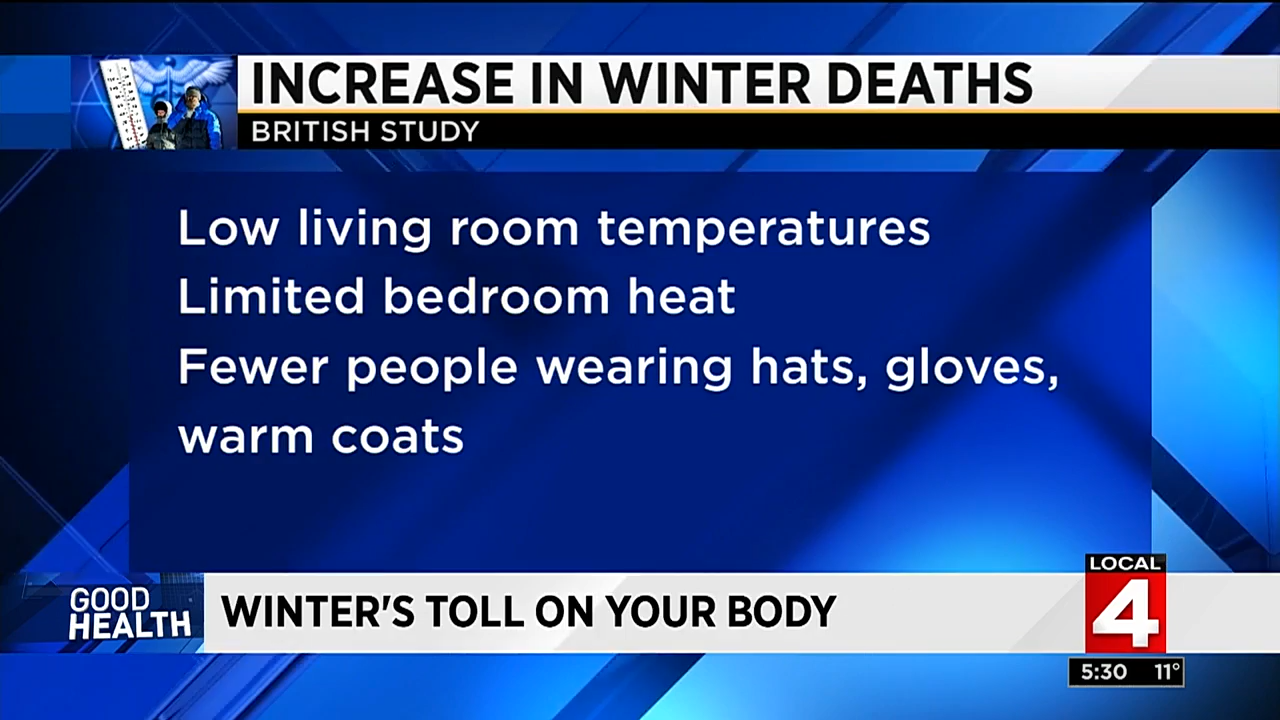 INCREASE IN WINTER DEATHS
BRITISH STUDY
Low living room temperatures
Limited bedroom heat
Fewer people wearing hats, gloves,
warm coats
GOOD
HEALTH
WINTER'S TOLL ON YOUR BODY
LOCAL
4
5:30 11°